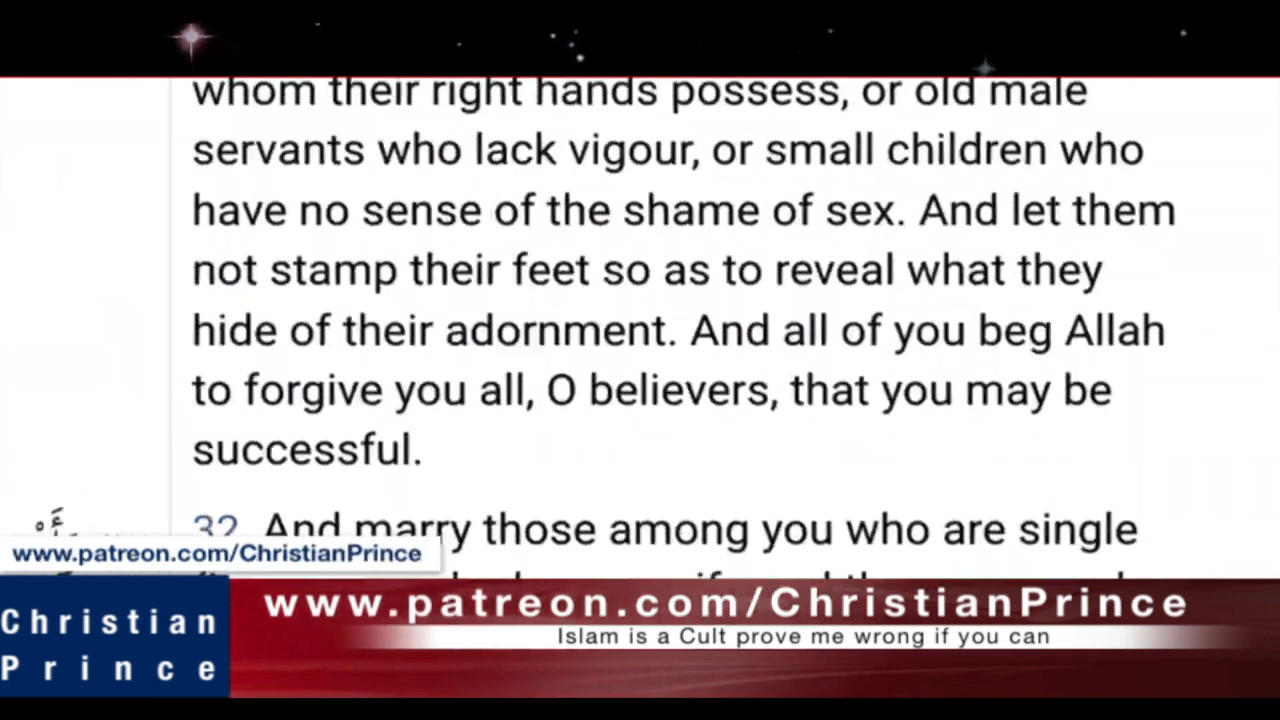 whom their right hands possess, or old male
servants who lack vigour, or small children who
have no sense of the shame of sex. And let them
not stamp their feet so as to reveal what they
hide of their adornment. And all of you beg Allah
to forgive you all, O believers, that you may be
successful.
32 And marry those among you who are single
www.patreon.com/ChristianPrince
Christian
Prince
www.patreon.com/ChristianPrince
Islam is a Cult prove me wrong if you can